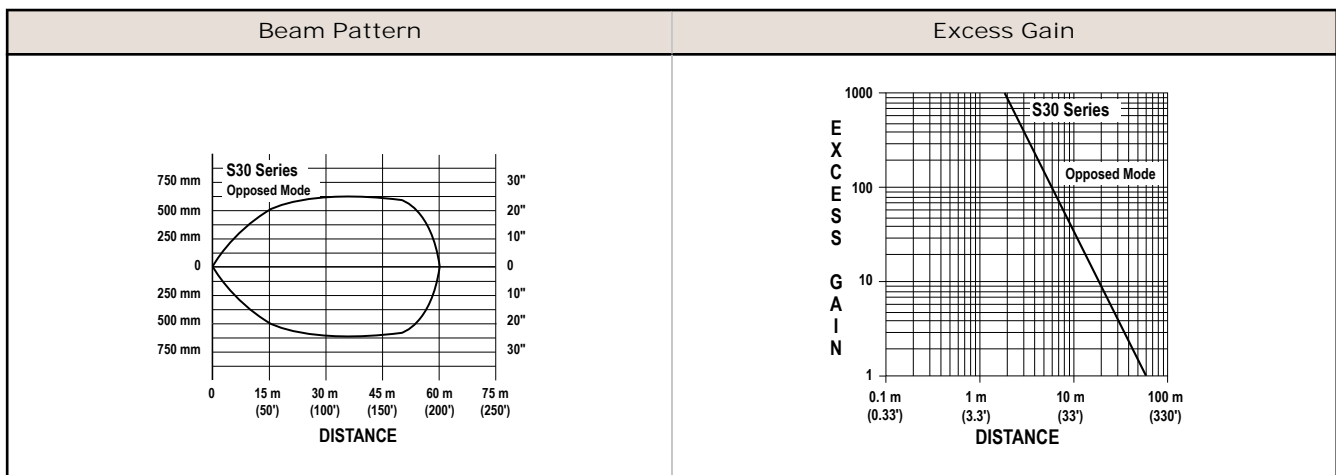 Beam Pattern
Excess Gain
S30 Series
Opposed Mode
750 mm
500 mm
250 mm
0
250 mm
500 mm
750 mm
30"
20"
10"
0
10"
20"
30"
0 15 m 30 m 45 m 60 m 75 m
(50') (100') (150') (200') (250')
DISTANCE
EXCESS GAIN
1000
100
10
1
S30 Series
Opposed Mode
0.1 m 1 m 10 m 100 m
(0.33') (3.3') (33') (330')
DISTANCE